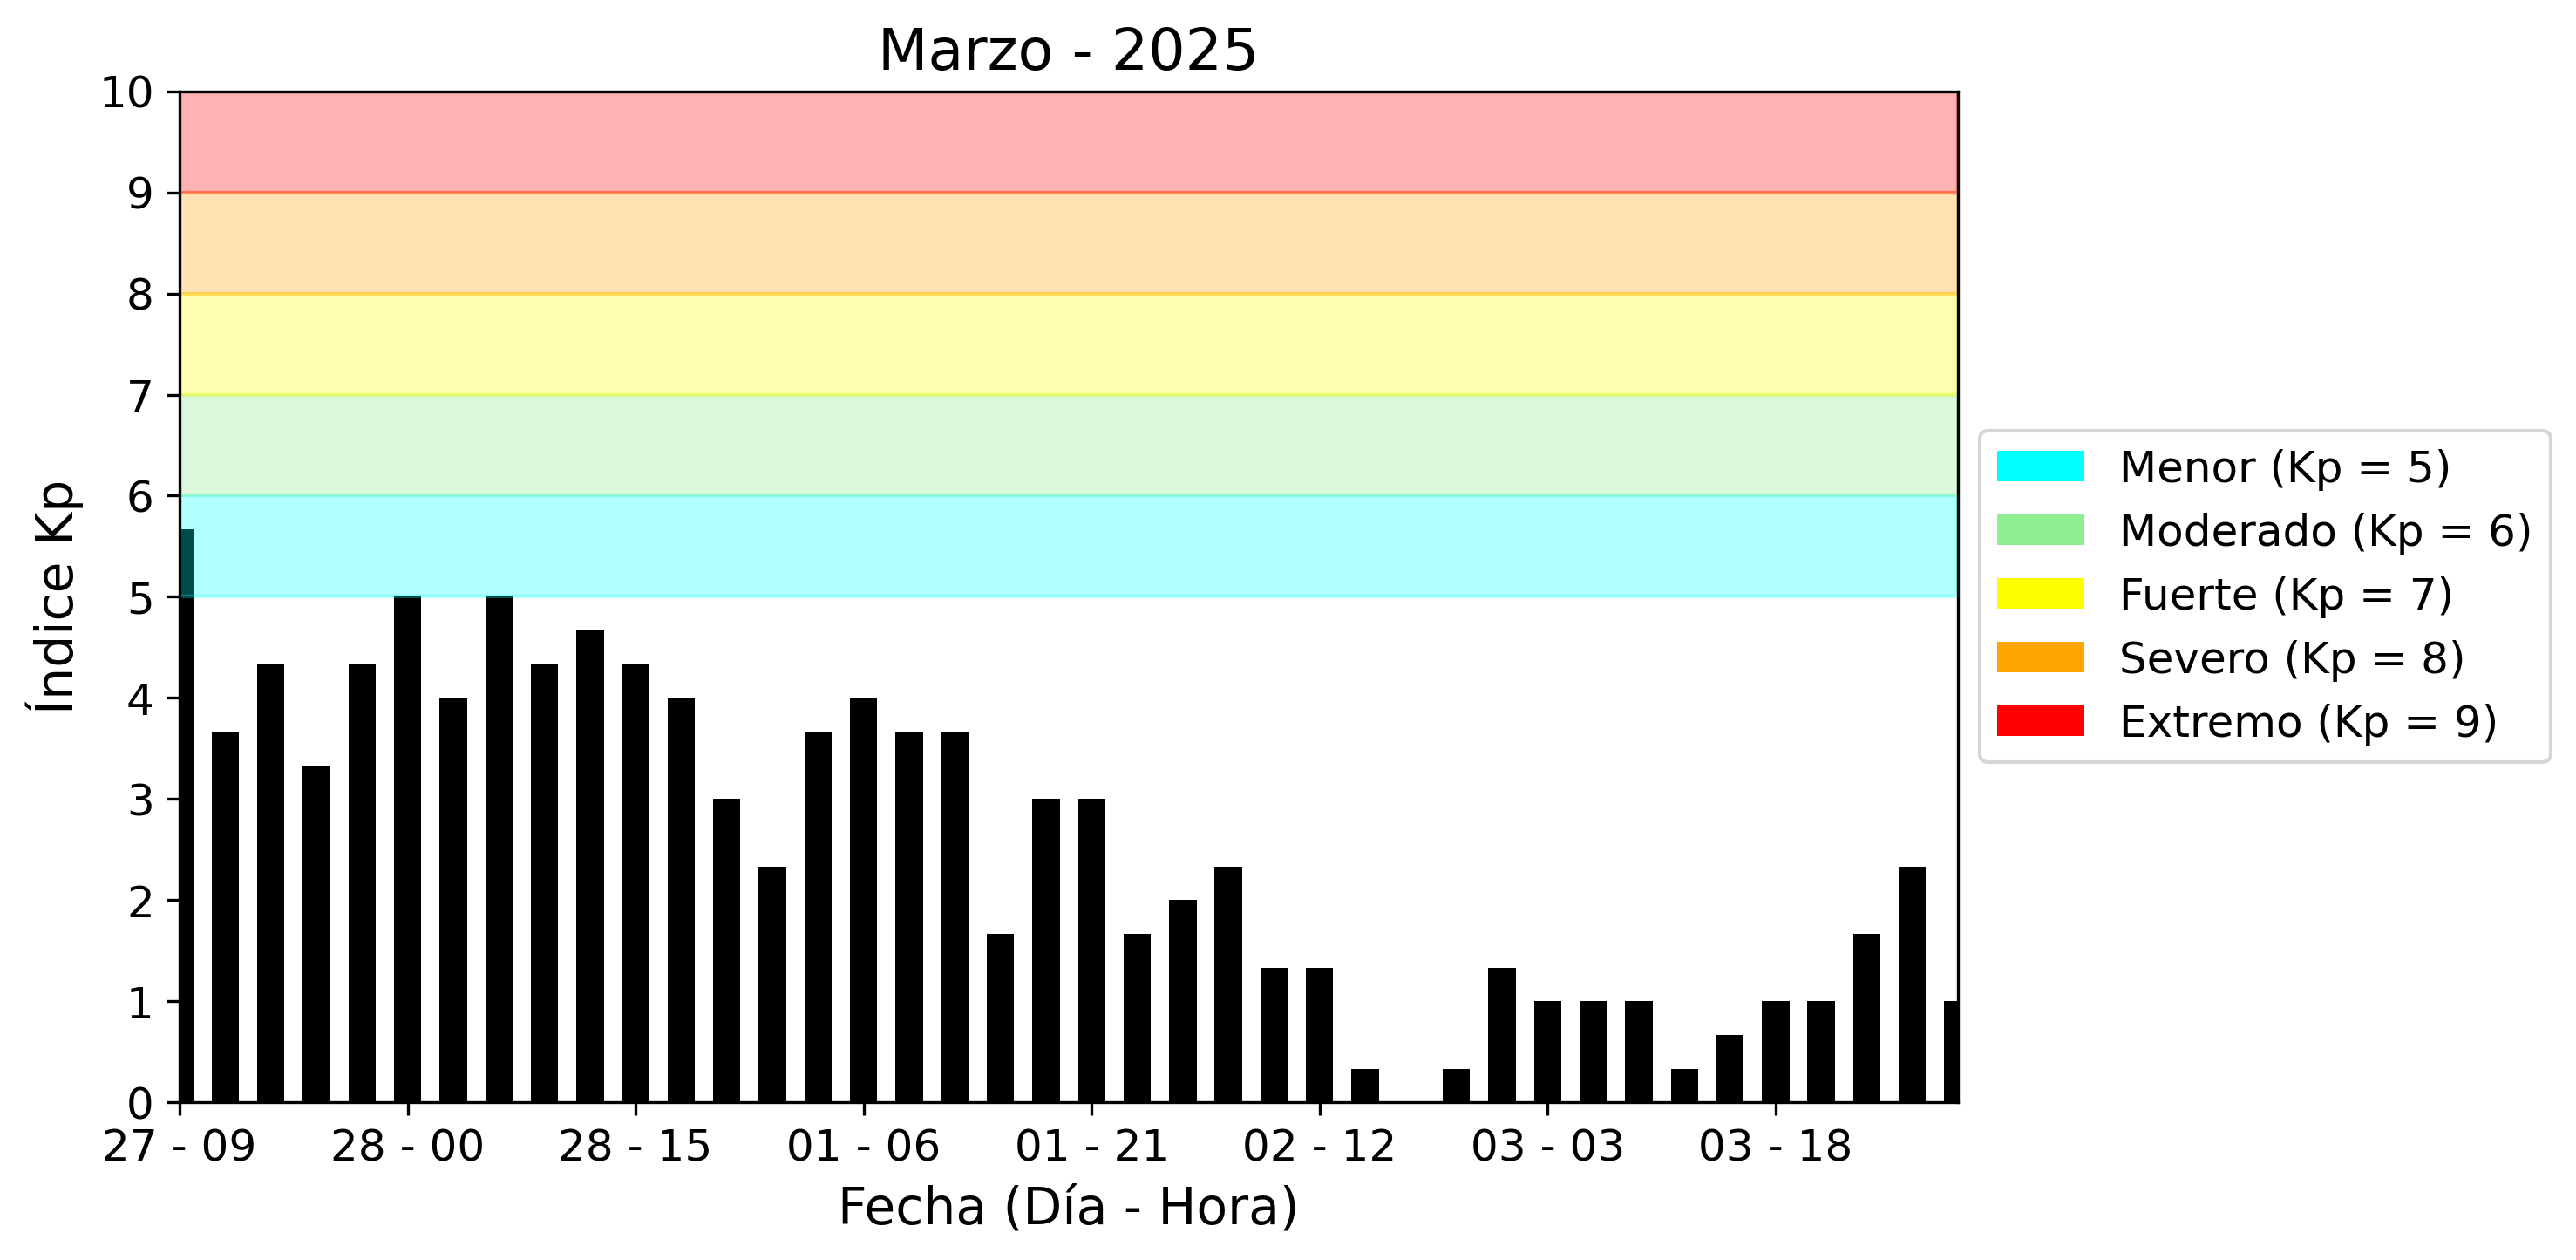 Marzo - 2025
10
9
8
7
6
5
4
3
2
1
0
Índice Kp
27 - 09
28 - 00
28 - 15
01 - 06
01 - 21
02 - 12
03 - 03
03 - 18
Fecha (Día - Hora)
Menor (Kp = 5)
Moderado (Kp = 6)
Fuerte (Kp = 7)
Severo (Kp = 8)
Extremo (Kp = 9)